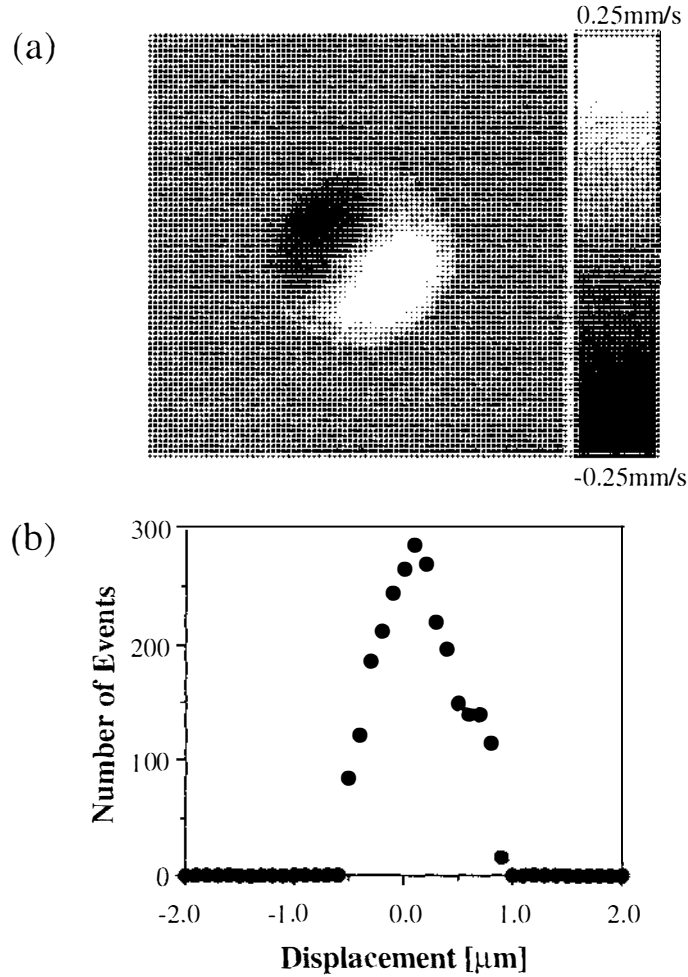 0.25mm/s
(a)
-0.25mm/s
(b)
300
200
100
0
Number of Events
-2.0 -1.0 0.0 1.0 2.0
Displacement [μm]